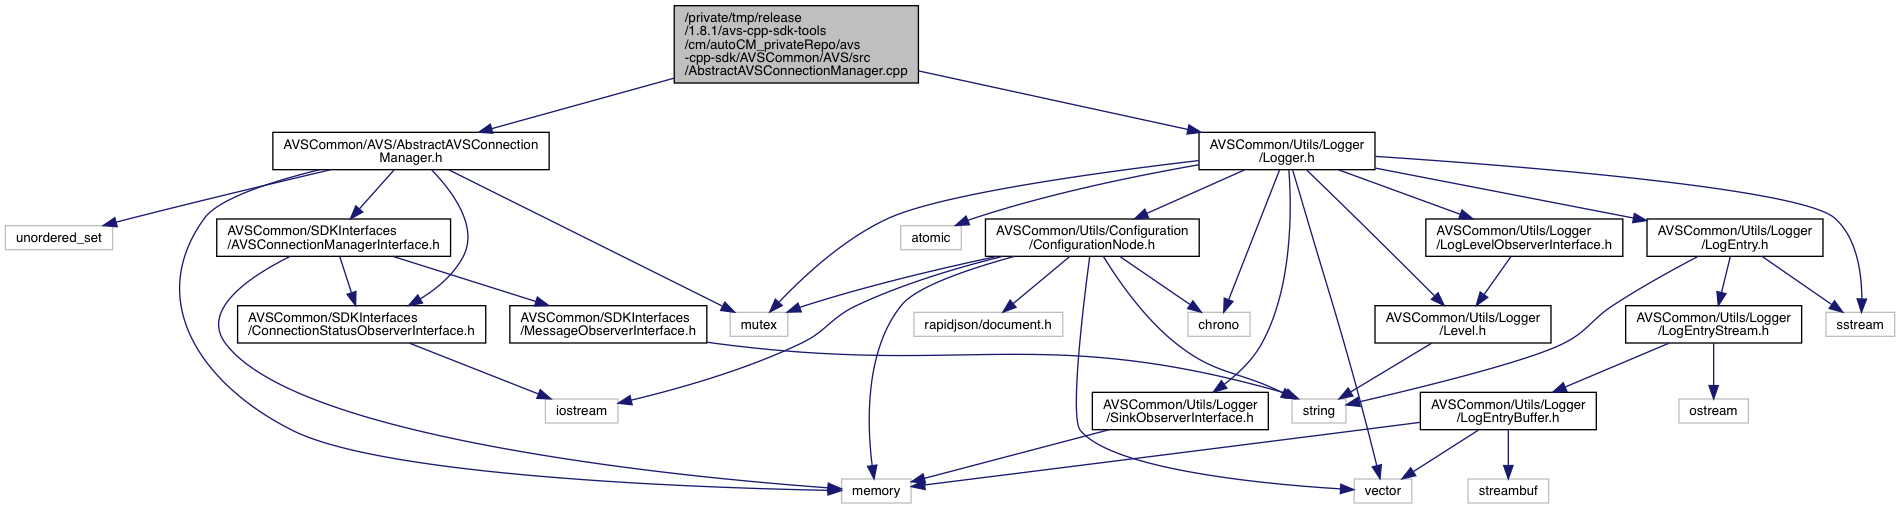 /private/tmp/release
/1.8.1/avs-cpp-sdk-tools
/cm/autoCM_privateRepo/avs
-cpp-sdk/AVSCommon/AVS/src
/AbstractAVSConnectionManager.cpp
AVSCommon/AVS/AbstractAVSConnection
Manager.h
AVSCommon/Utils/Logger
/Logger.h
unordered_set
AVSCommon/SDKInterfaces
/AVSConnectionManagerInterface.h
atomic
AVSCommon/Utils/Configuration
/ConfigurationNode.h
AVSCommon/Utils/Logger
/LogLevelObserverInterface.h
AVSCommon/Utils/Logger
/LogEntry.h
AVSCommon/SDKInterfaces
/ConnectionStatusObserverInterface.h
AVSCommon/SDKInterfaces
/MessageObserverInterface.h
mutex
rapidjson/document.h
chrono
AVSCommon/Utils/Logger
/Level.h
AVSCommon/Utils/Logger
/LogEntryStream.h
sstream
iostream
AVSCommon/Utils/Logger
/SinkObserverInterface.h
string
AVSCommon/Utils/Logger
/LogEntryBuffer.h
ostream
memory
vector
streambuf